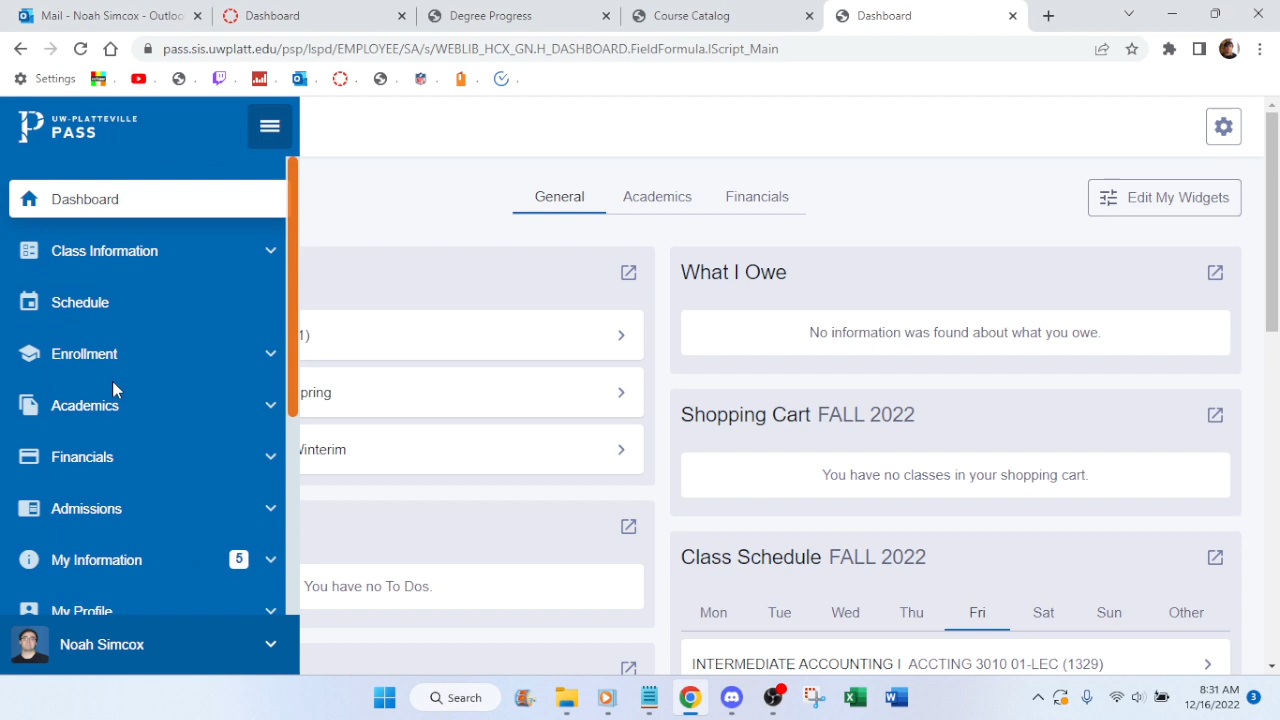 Mail - Noah Simcox - Outloo
Dashboard
Degree Progress
Course Catalog
Dashboard
pass.sis.uwplatt.edu/psp/lspd/EMPLOYEE/SA/s/WEBLIB_HCX_GN.H_DASHBOARD.FieldFormula.IScript_Main
Settings
UW-PLATTEVILLE
PASS
Dashboard
Class Information
Schedule
Enrollment
Academics
Financials
Admissions
My Information 5
My Profile
Noah Simcox
General Academics Financials
Edit My Widgets
1)
pring
Vinterim
You have no To Dos.
What I Owe
No information was found about what you owe.
Shopping Cart FALL 2022
You have no classes in your shopping cart.
Class Schedule FALL 2022
Mon Tue Wed Thu Fri Sat Sun Other
INTERMEDIATE ACCOUNTING I ACCTING 3010 01-LEC (1329)
Search
8:31 AM
12/16/2022
3